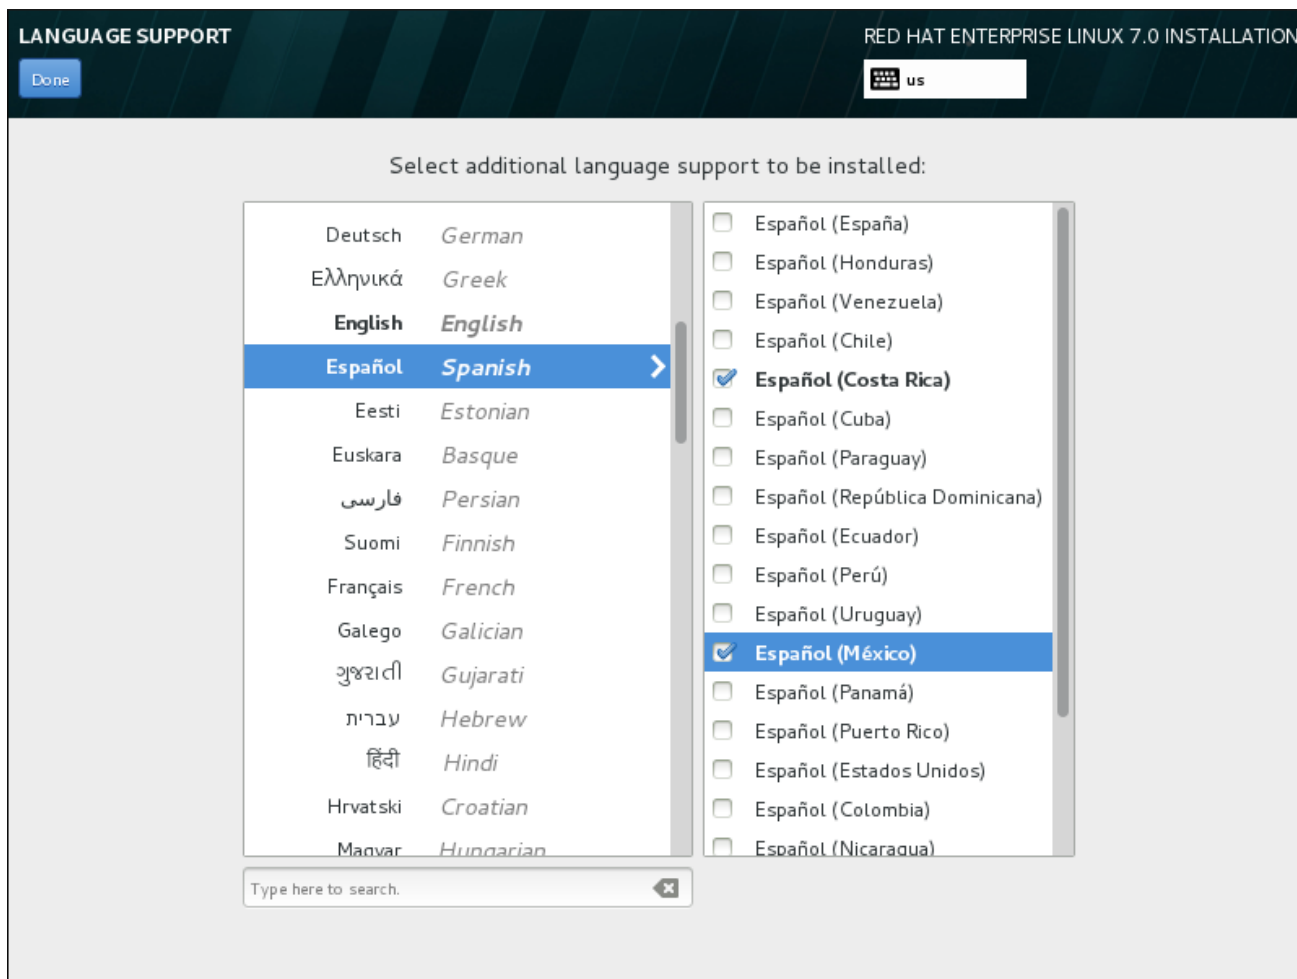 LANGUAGE SUPPORT
RED HAT ENTERPRISE LINUX 7.0 INSTALLATION
Done
us
Select additional language support to be installed:
Deutsch German
Ελληνικά Greek
English English
Español Spanish
Eesti Estonian
Euskara Basque
فارسی Persian
Suomi Finnish
Français French
Galego Galician
ગુજરાતી Gujarati
עברית Hebrew
हिंदी Hindi
Hrvatski Croatian
Magyar Hungarian
Type here to search.
Español (España)
Español (Honduras)
Español (Venezuela)
Español (Chile)
Español (Costa Rica)
Español (Cuba)
Español (Paraguay)
Español (República Dominicana)
Español (Ecuador)
Español (Perú)
Español (Uruguay)
Español (México)
Español (Panamá)
Español (Puerto Rico)
Español (Estados Unidos)
Español (Colombia)
Español (Nicaragua)